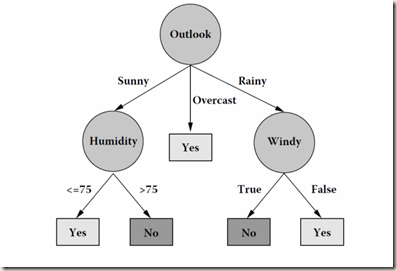 Outlook
Sunny
Rainy
Overcast
Humidity
Yes
Windy
<=75
>75
True
False
Yes
No
No
Yes